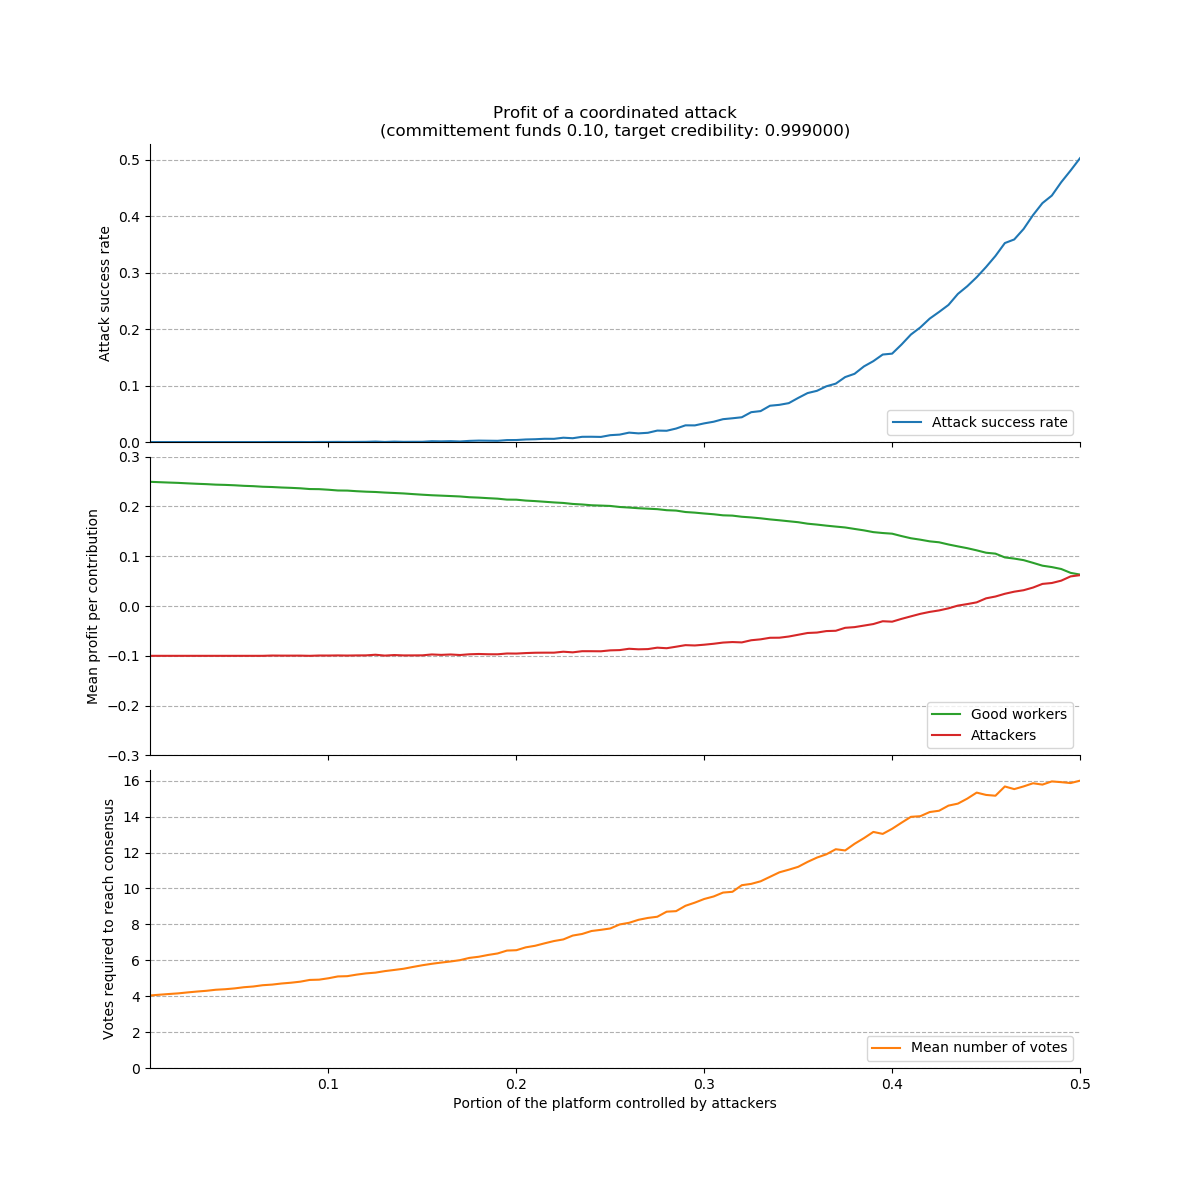 Profit of a coordinated attack
(committement funds 0.10, target credibility: 0.999000)
0.5
0.4
0.3
0.2
0.1
0.0
Attack success rate
Attack success rate
0.3
0.2
0.1
0.0
−0.1
−0.2
−0.3
Mean profit per contribution
Good workers
Attackers
16
14
12
10
8
6
4
2
0
Votes required to reach consensus
Mean number of votes
0.1
0.2
0.3
0.4
0.5
Portion of the platform controlled by attackers